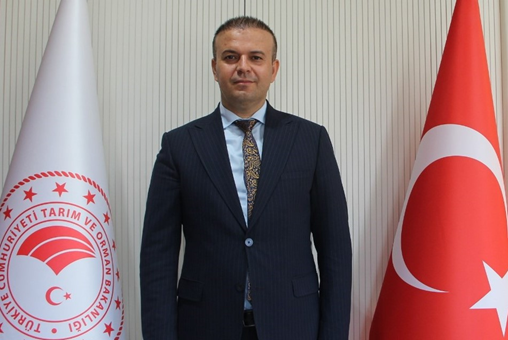 TÜRKİYE CUMHURİYETİ TARIM VE ORMAN BAKANLIĞI